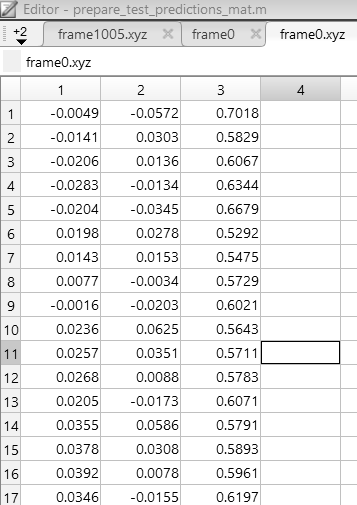 Editor - prepare_test_predictions_mat.m
+2 frame1005.xyz frame0 frame0.xyz
frame0.xyz
1 2 3 4
1 -0.0049 -0.0572 0.7018
2 -0.0141 0.0303 0.5829
3 -0.0206 0.0136 0.6067
4 -0.0283 -0.0134 0.6344
5 -0.0204 -0.0345 0.6679
6 0.0198 0.0278 0.5292
7 0.0143 0.0153 0.5475
8 0.0077 -0.0034 0.5729
9 -0.0016 -0.0203 0.6021
10 0.0236 0.0625 0.5643
11 0.0257 0.0351 0.5711
12 0.0268 0.0088 0.5783
13 0.0205 -0.0173 0.6071
14 0.0355 0.0586 0.5791
15 0.0378 0.0308 0.5893
16 0.0392 0.0078 0.5961
17 0.0346 -0.0155 0.6197